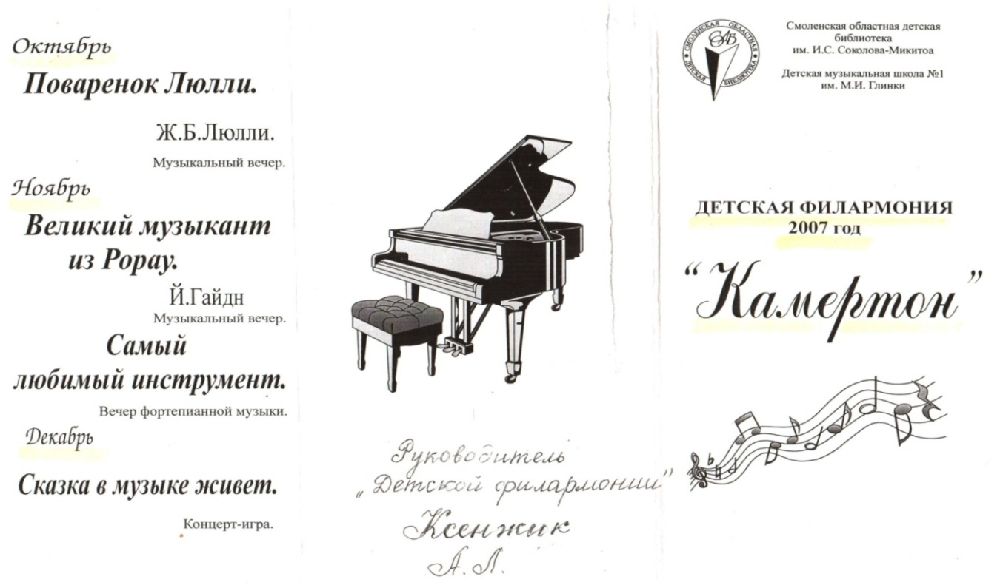 Октябрь
Поваренок Люлли.
Ж.Б.Люлли.
Музыкальный вечер.
Ноябрь
Великий музыкант
из Рорау.
Й.Гайдн
Музыкальный вечер.
Самый
любимый инструмент.
Вечер фортепианной музыки.
Декабрь
Сказка в музыке живет.
Концерт-игра.
Руководитель
„Детской филармонии"
Ксенжик
А.Л.
СМОЛЕНСКАЯ ОБЛАСТНАЯ
СОДБ
ДЕТСКАЯ БИБЛИОТЕКА
Смоленская областная детская
библиотека
им. И.С. Соколова-Микитоа
Детская музыкальная школа №1
им. М.И. Глинки
ДЕТСКАЯ ФИЛАРМОНИЯ
2007 год
“Камертон”